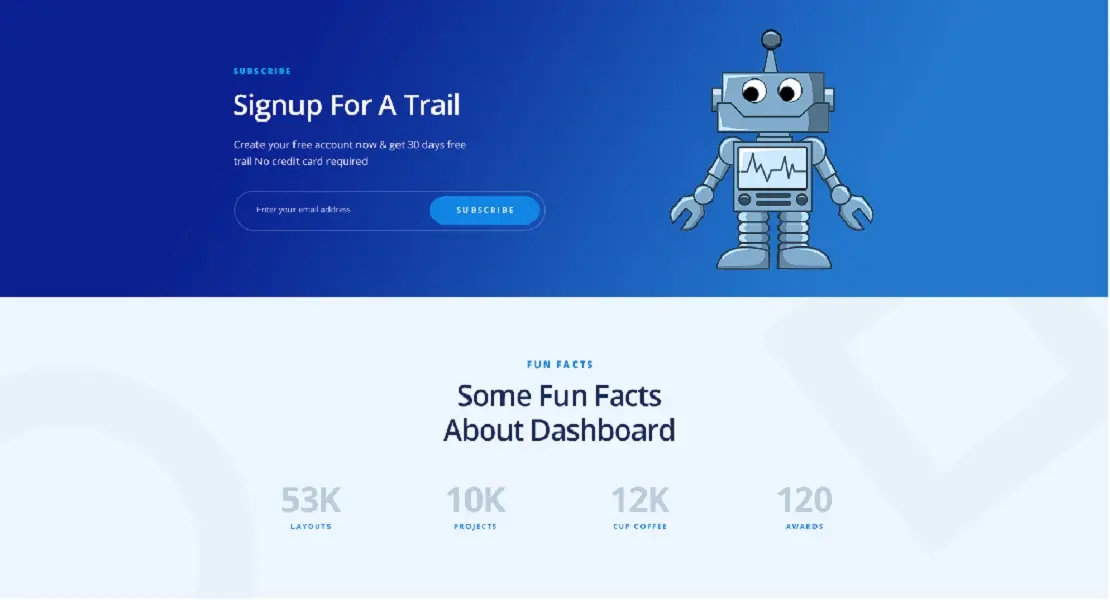 SUBSCRIBE
Signup For A Trail
Create your free account now & get 30 days free
trail No credit card required
Enter your email address
SUBSCRIBE
FUN FACTS
Some Fun Facts
About Dashboard
53K
10K
12K
120
LAYOUTS
PROJECTS
CUP COFFEE
AWARDS